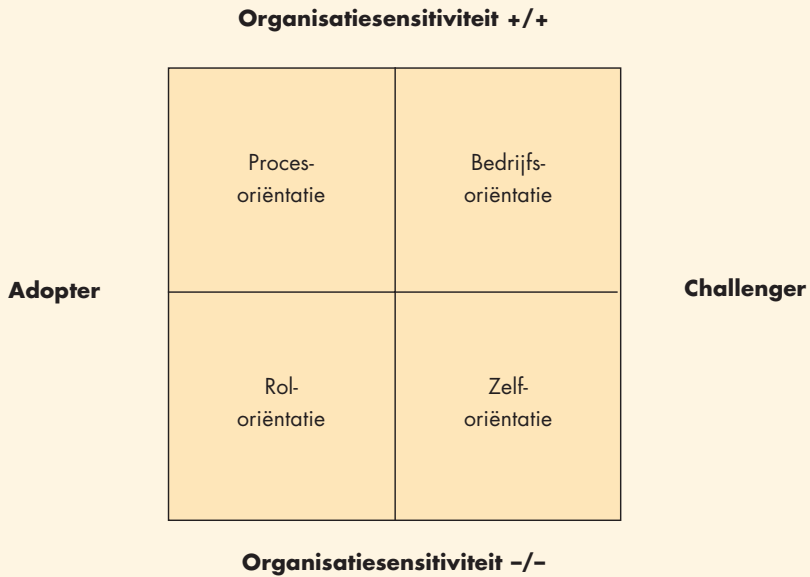 Organisatiesensitiviteit +/+
Proces-
oriëntatie
Bedrijfs-
oriëntatie
Adopter
Challenger
Rol-
oriëntatie
Zelf-
oriëntatie
Organisatiesensitiviteit –/–